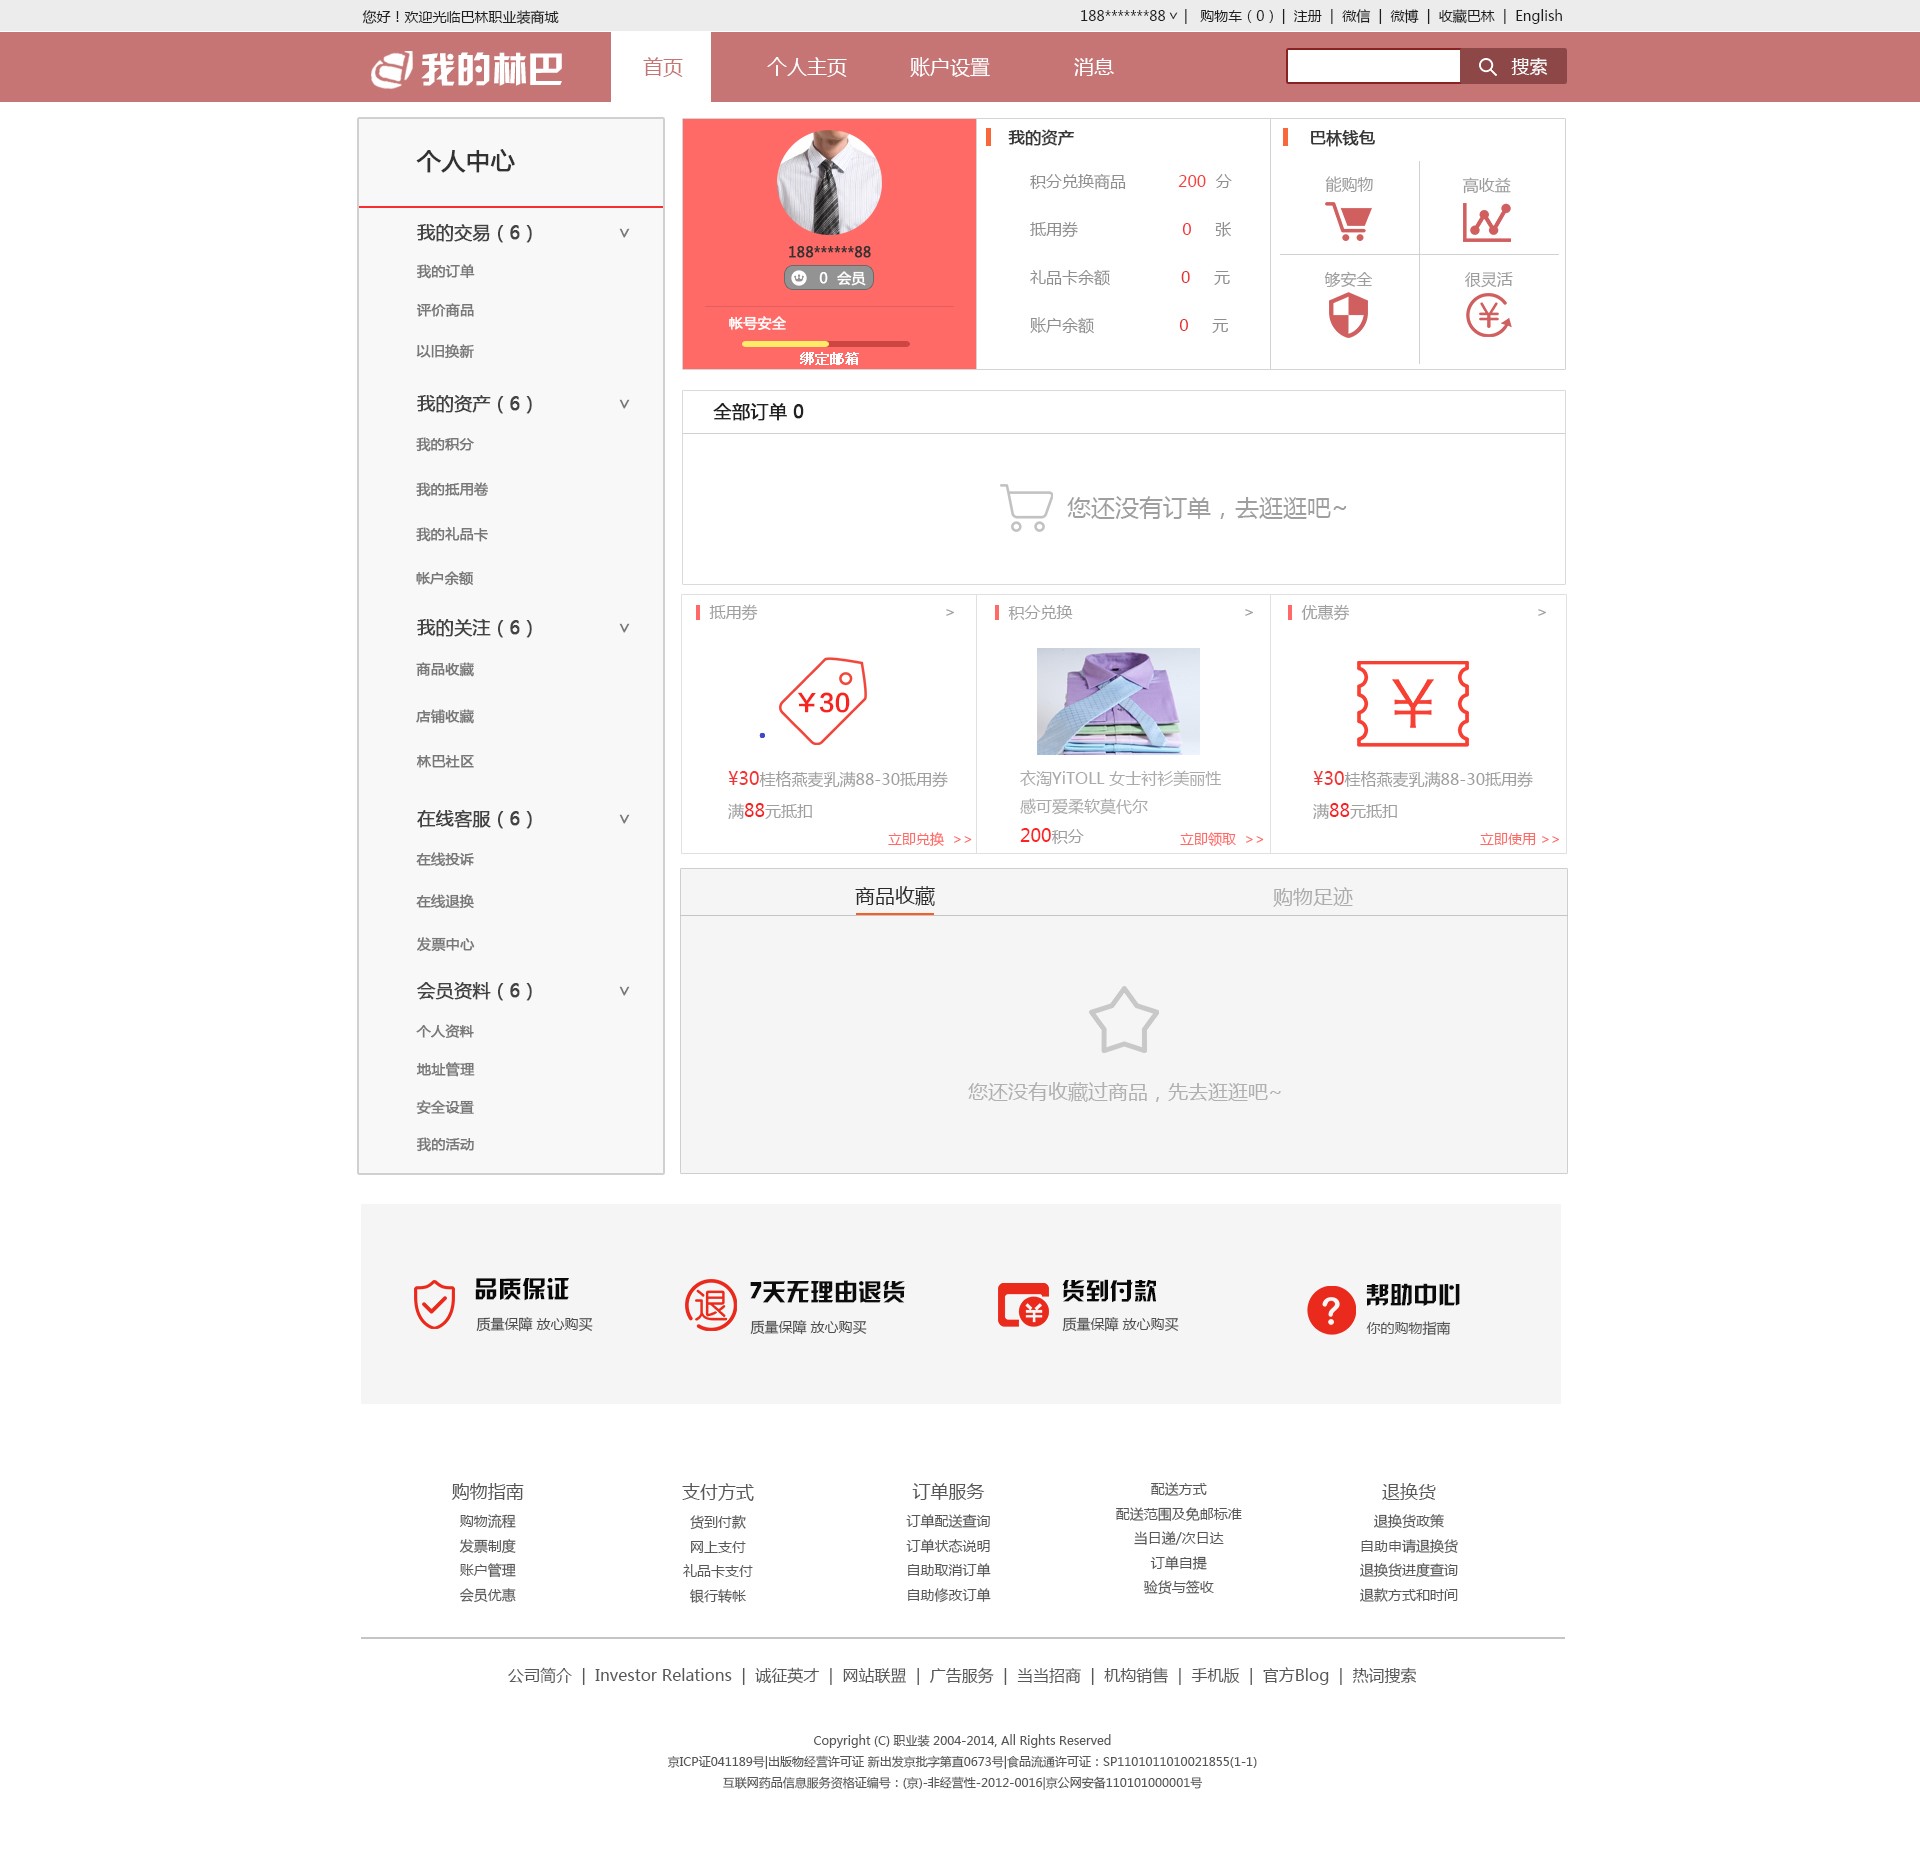 您好！欢迎光临巴林职业装商城
188*******88 ∨ | 购物车（0）| 注册 | 微信 | 微博 | 收藏巴林 | English
我的林巴
首页
个人主页
账户设置
消息
搜索
个人中心
我的交易（6） ∨
我的订单
评价商品
以旧换新
我的资产（6） ∨
我的积分
我的抵用卷
我的礼品卡
帐户余额
我的关注（6） ∨
商品收藏
店铺收藏
林巴社区
在线客服（6） ∨
在线投诉
在线退换
发票中心
会员资料（6） ∨
个人资料
地址管理
安全设置
我的活动
188******88
0 会员
帐号安全
绑定邮箱
我的资产
积分兑换商品 200 分
抵用券 0 张
礼品卡余额 0 元
账户余额 0 元
巴林钱包
能购物
高收益
够安全
很灵活
全部订单 0
您还没有订单，去逛逛吧~
抵用劵 >
¥30
¥30桂格燕麦乳满88-30抵用券
满88元抵扣
立即兑换 >>
积分兑换 >
衣淘YiTOLL 女士衬衫美丽性
感可爱柔软莫代尔
200积分
立即领取 >>
优惠券 >
¥
¥30桂格燕麦乳满88-30抵用券
满88元抵扣
立即使用 >>
商品收藏
购物足迹
您还没有收藏过商品，先去逛逛吧~
品质保证
质量保障 放心购买
退
7天无理由退货
质量保障 放心购买
¥
货到付款
质量保障 放心购买
?
帮助中心
你的购物指南
购物指南
购物流程
发票制度
账户管理
会员优惠
支付方式
货到付款
网上支付
礼品卡支付
银行转帐
订单服务
订单配送查询
订单状态说明
自助取消订单
自助修改订单
配送方式
配送范围及免邮标准
当日递/次日达
订单自提
验货与签收
退换货
退换货政策
自助申请退换货
退换货进度查询
退款方式和时间
公司简介 | Investor Relations | 诚征英才 | 网站联盟 | 广告服务 | 当当招商 | 机构销售 | 手机版 | 官方Blog | 热词搜索
Copyright (C) 职业装 2004-2014, All Rights Reserved
京ICP证041189号|出版物经营许可证 新出发京批字第直0673号|食品流通许可证：SP1101011010021855(1-1)
互联网药品信息服务资格证编号：(京)-非经营性-2012-0016|京公网安备110101000001号